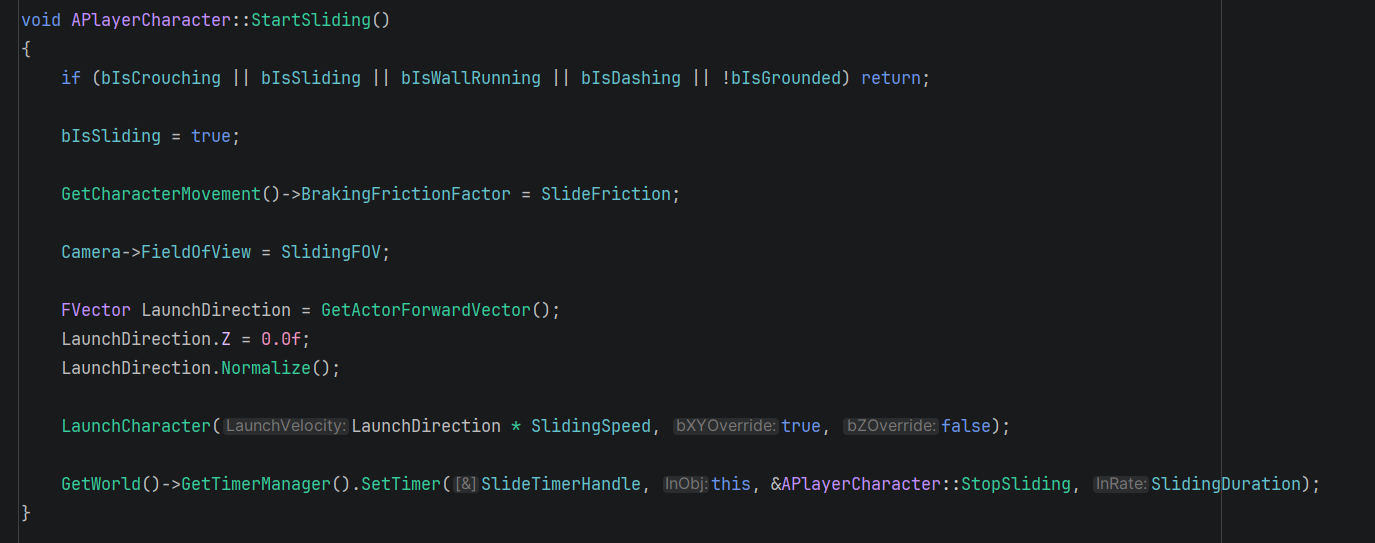 void APlayerCharacter::StartSliding()
{
if (bIsCrouching || bIsSliding || bIsWallRunning || bIsDashing || !bIsGrounded) return;
bIsSliding = true;
GetCharacterMovement()->BrakingFrictionFactor = SlideFriction;
Camera->FieldOfView = SlidingFOV;
FVector LaunchDirection = GetActorForwardVector();
LaunchDirection.Z = 0.0f;
LaunchDirection.Normalize();
LaunchCharacter(LaunchVelocity: LaunchDirection * SlidingSpeed, bXYOverride: true, bZOverride: false);
GetWorld()->GetTimerManager().SetTimer([&] SlideTimerHandle, InObj: this, &APlayerCharacter::StopSliding, InRate: SlidingDuration);
}